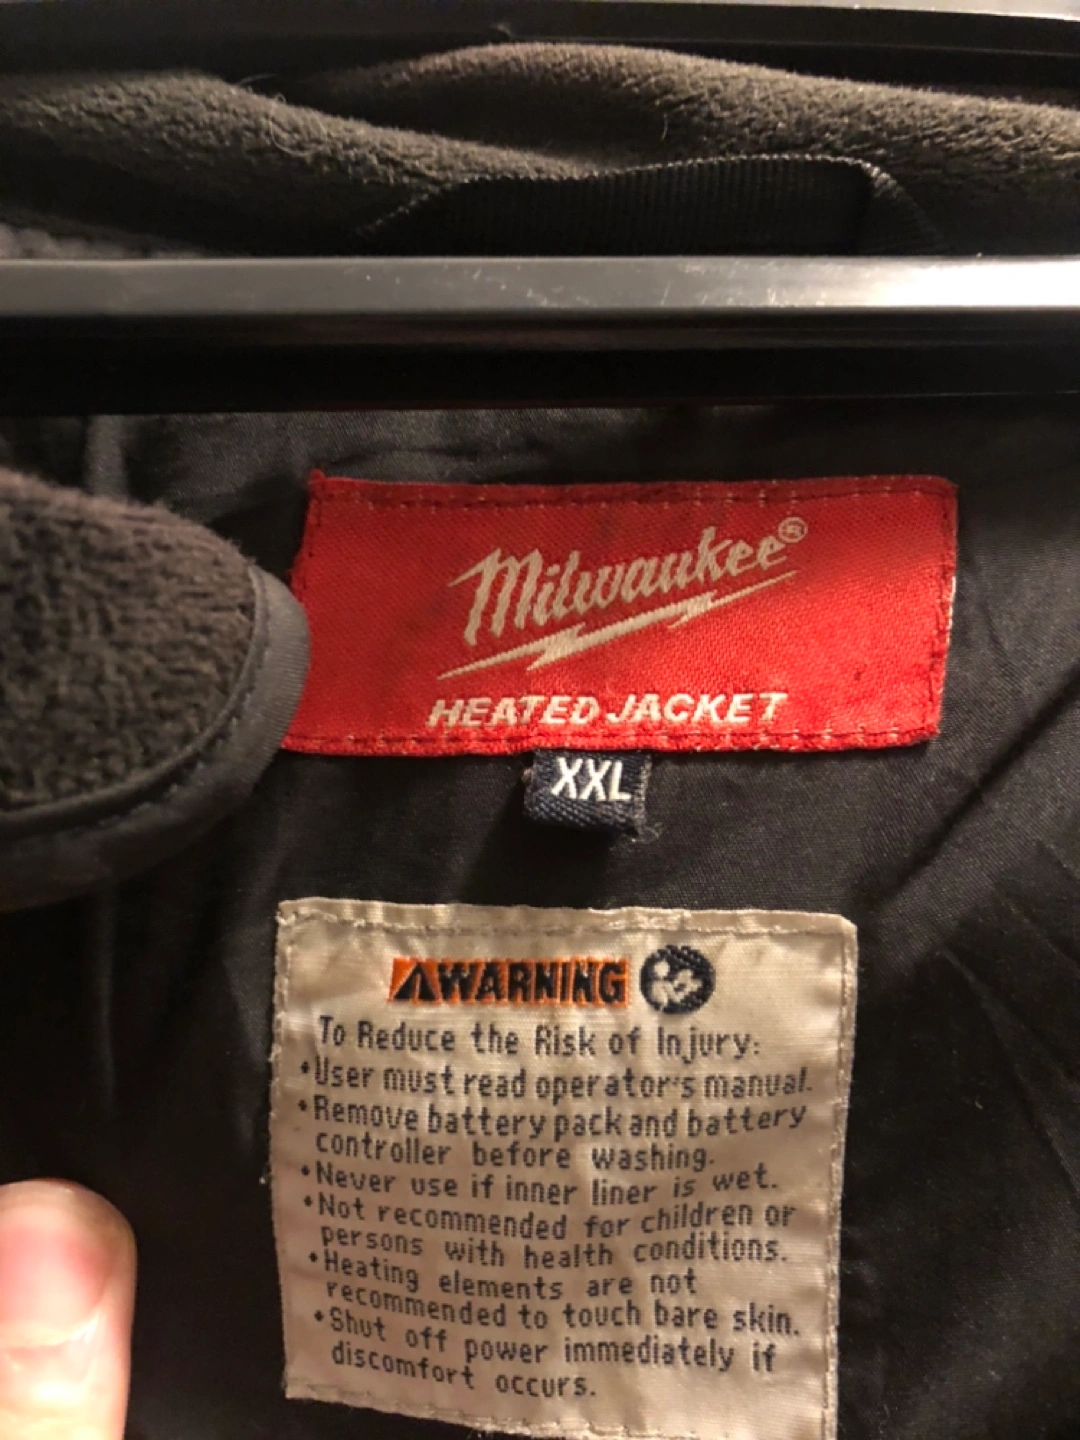 Milwaukee®
HEATED JACKET
XXL
WARNING
To Reduce the Risk of Injury:
•User must read operator's manual.
•Remove battery pack and battery
controller before washing.
•Never use if inner liner is wet.
•Not recommended for children or
persons with health conditions.
•Heating elements are not
recommended to touch bare skin.
•Shut off power immediately if
discomfort occurs.